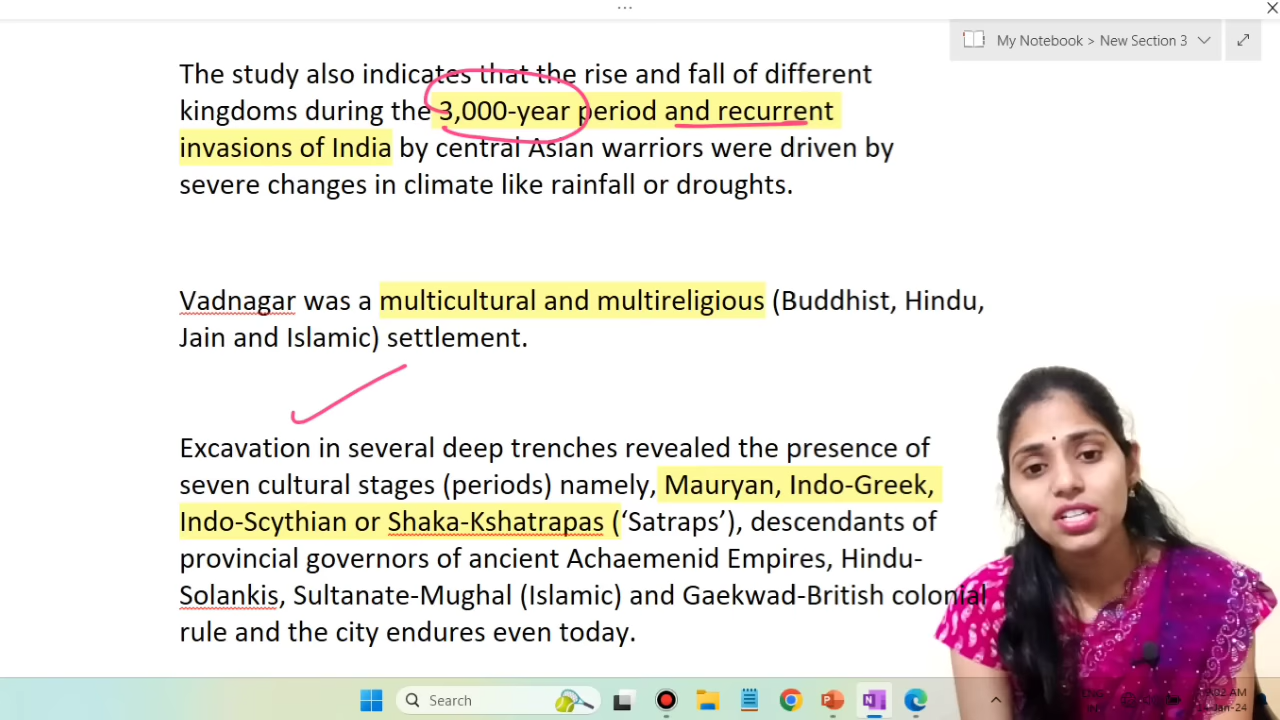 My Notebook > New Section 3
The study also indicates that the rise and fall of different
kingdoms during the 3,000-year period and recurrent
invasions of India by central Asian warriors were driven by
severe changes in climate like rainfall or droughts.
Vadnagar was a multicultural and multireligious (Buddhist, Hindu,
Jain and Islamic) settlement.
Excavation in several deep trenches revealed the presence of
seven cultural stages (periods) namely, Mauryan, Indo-Greek,
Indo-Scythian or Shaka-Kshatrapas (‘Satraps’), descendants of
provincial governors of ancient Achaemenid Empires, Hindu-
Solankis, Sultanate-Mughal (Islamic) and Gaekwad-British colonial
rule and the city endures even today.
Search